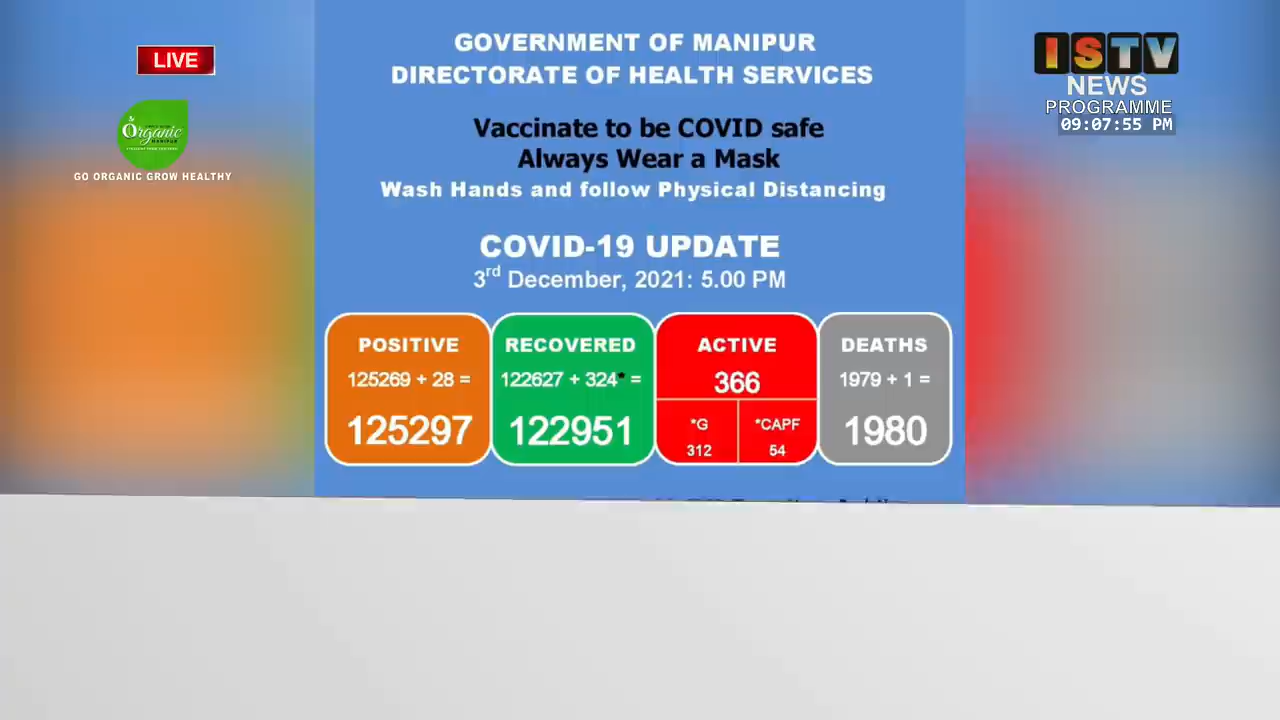 LIVE
Organic
MANIPUR
GO ORGANIC GROW HEALTHY
ISTV
NEWS
PROGRAMME
09:07:55 PM
GOVERNMENT OF MANIPUR
DIRECTORATE OF HEALTH SERVICES
Vaccinate to be COVID safe
Always Wear a Mask
Wash Hands and follow Physical Distancing
COVID-19 UPDATE
3rd December, 2021: 5.00 PM
POSITIVE
125269 + 28 =
125297
RECOVERED
122627 + 324* =
122951
ACTIVE
366
*G
312
*CAPF
54
DEATHS
1979 + 1 =
1980